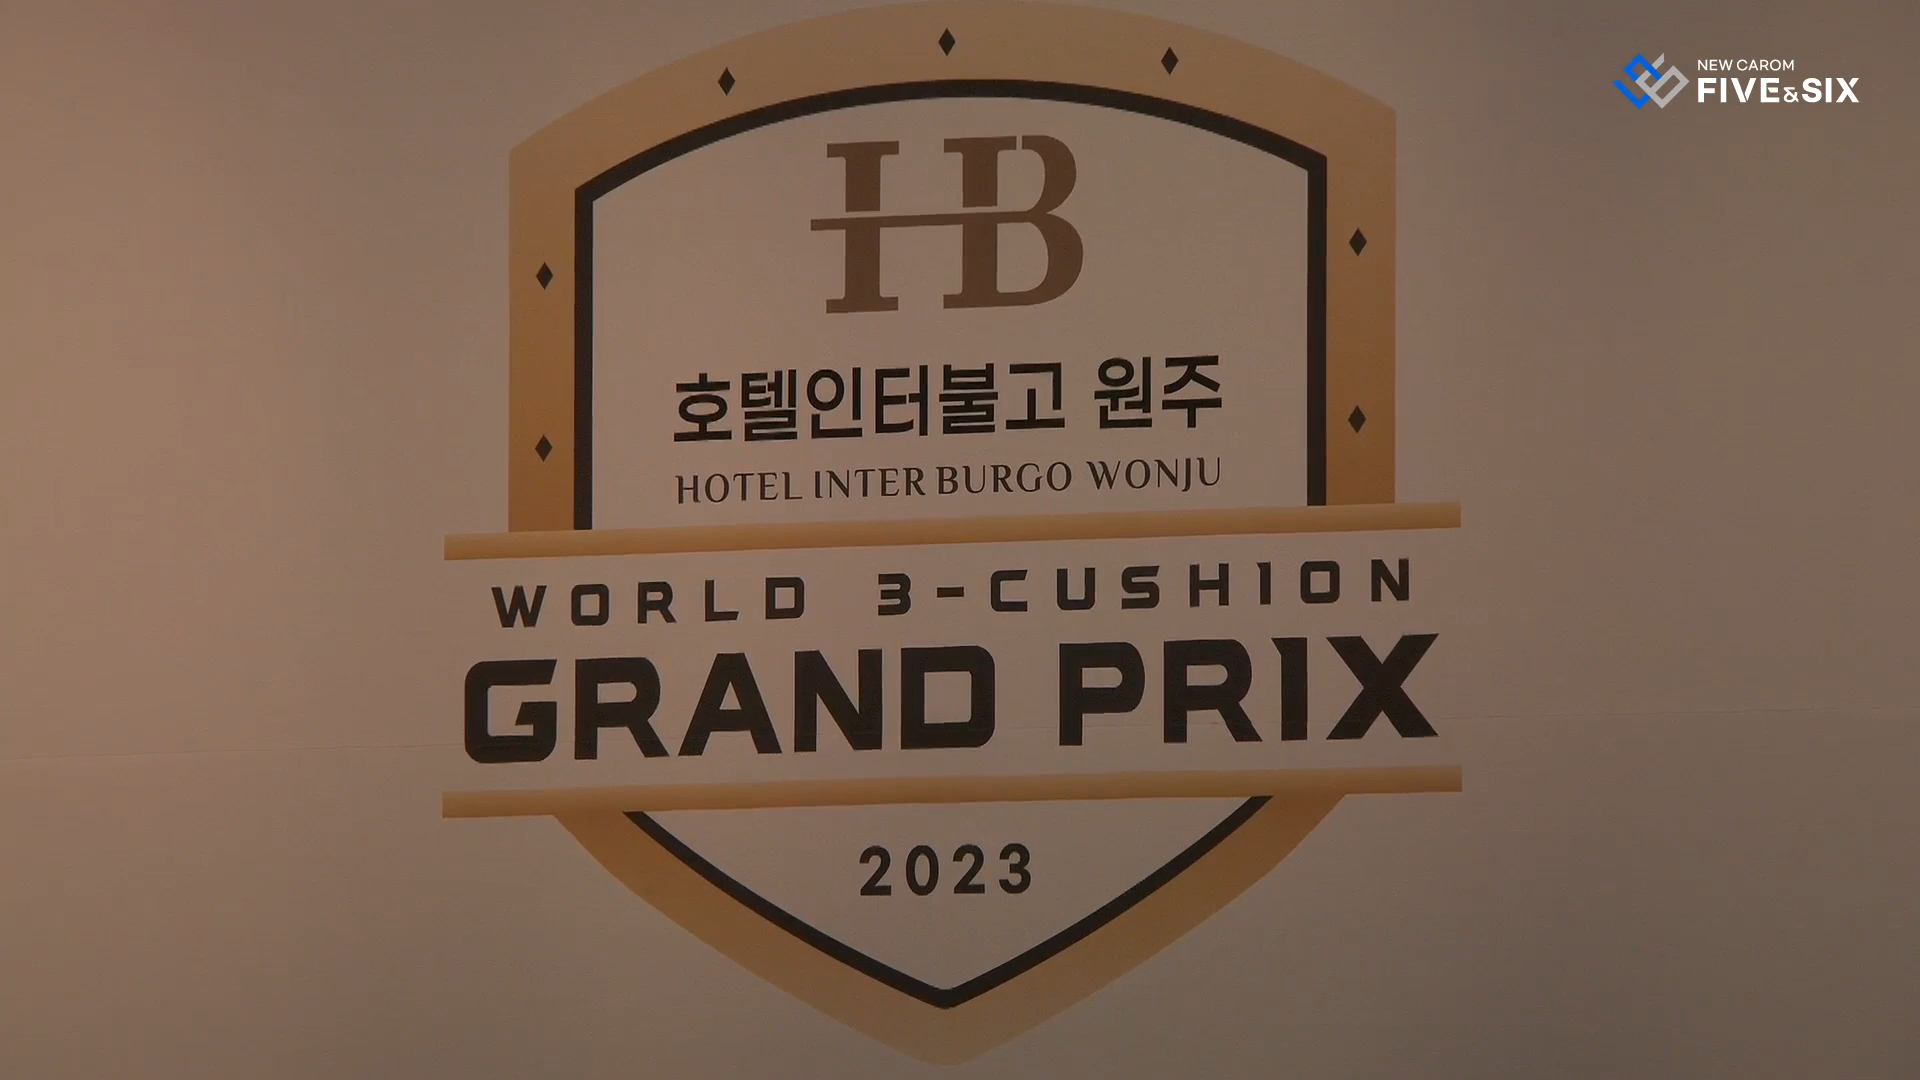 NEW CAROM
FIVE&SIX
HB
호텔인터불고 원주
HOTEL INTER BURGO WONJU
WORLD 3-CUSHION
GRAND PRIX
2023